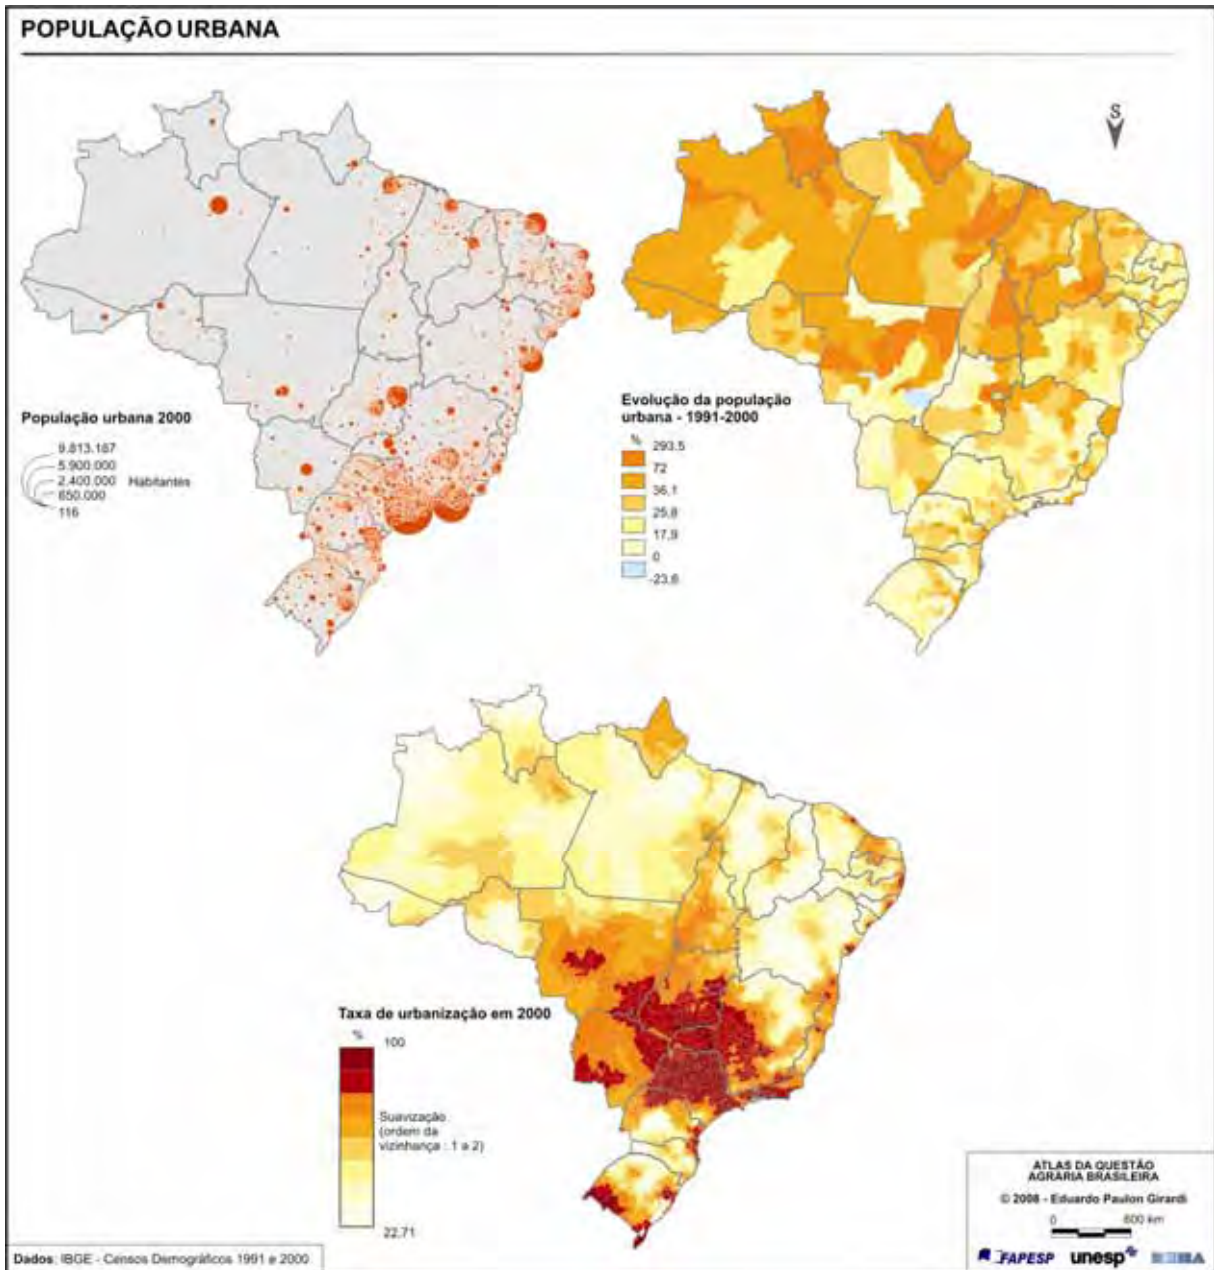 POPULAÇÃO URBANA
S
População urbana 2000
9.813.187
5.900.000
2.400.000
650.000
116
Habitantes
Evolução da população
urbana - 1991-2000
%
293.5
72
36,1
25,8
17,9
0
-23,6
Taxa de urbanização em 2000
%
100
Suavização
(ordem da
vizinhança : 1 a 2)
22.71
ATLAS DA QUESTÃO
AGRARIA BRASILEIRA
© 2008 - Eduardo Paulon Girardi
0 600 km
FAPESP unesp
Dados: IBGE - Censos Demográficos 1991 e 2000